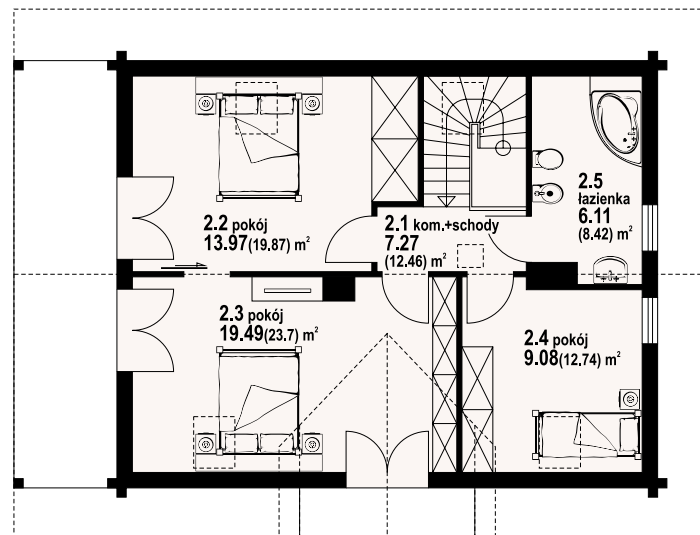 2.2 pokój
13.97(19.87) m²
2.1 kom.+schody
7.27
(12.46) m²
2.5
łazienka
6.11
(8.42) m²
2.3 pokój
19.49(23.7) m²
2.4 pokój
9.08(12,74) m²